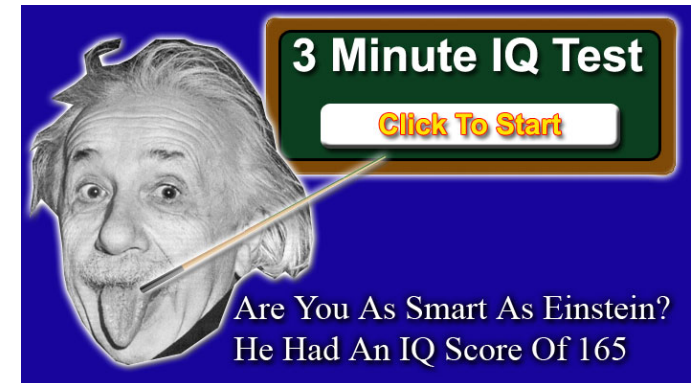 3 Minute IQ Test
Click To Start
Are You As Smart As Einstein?
He Had An IQ Score Of 165